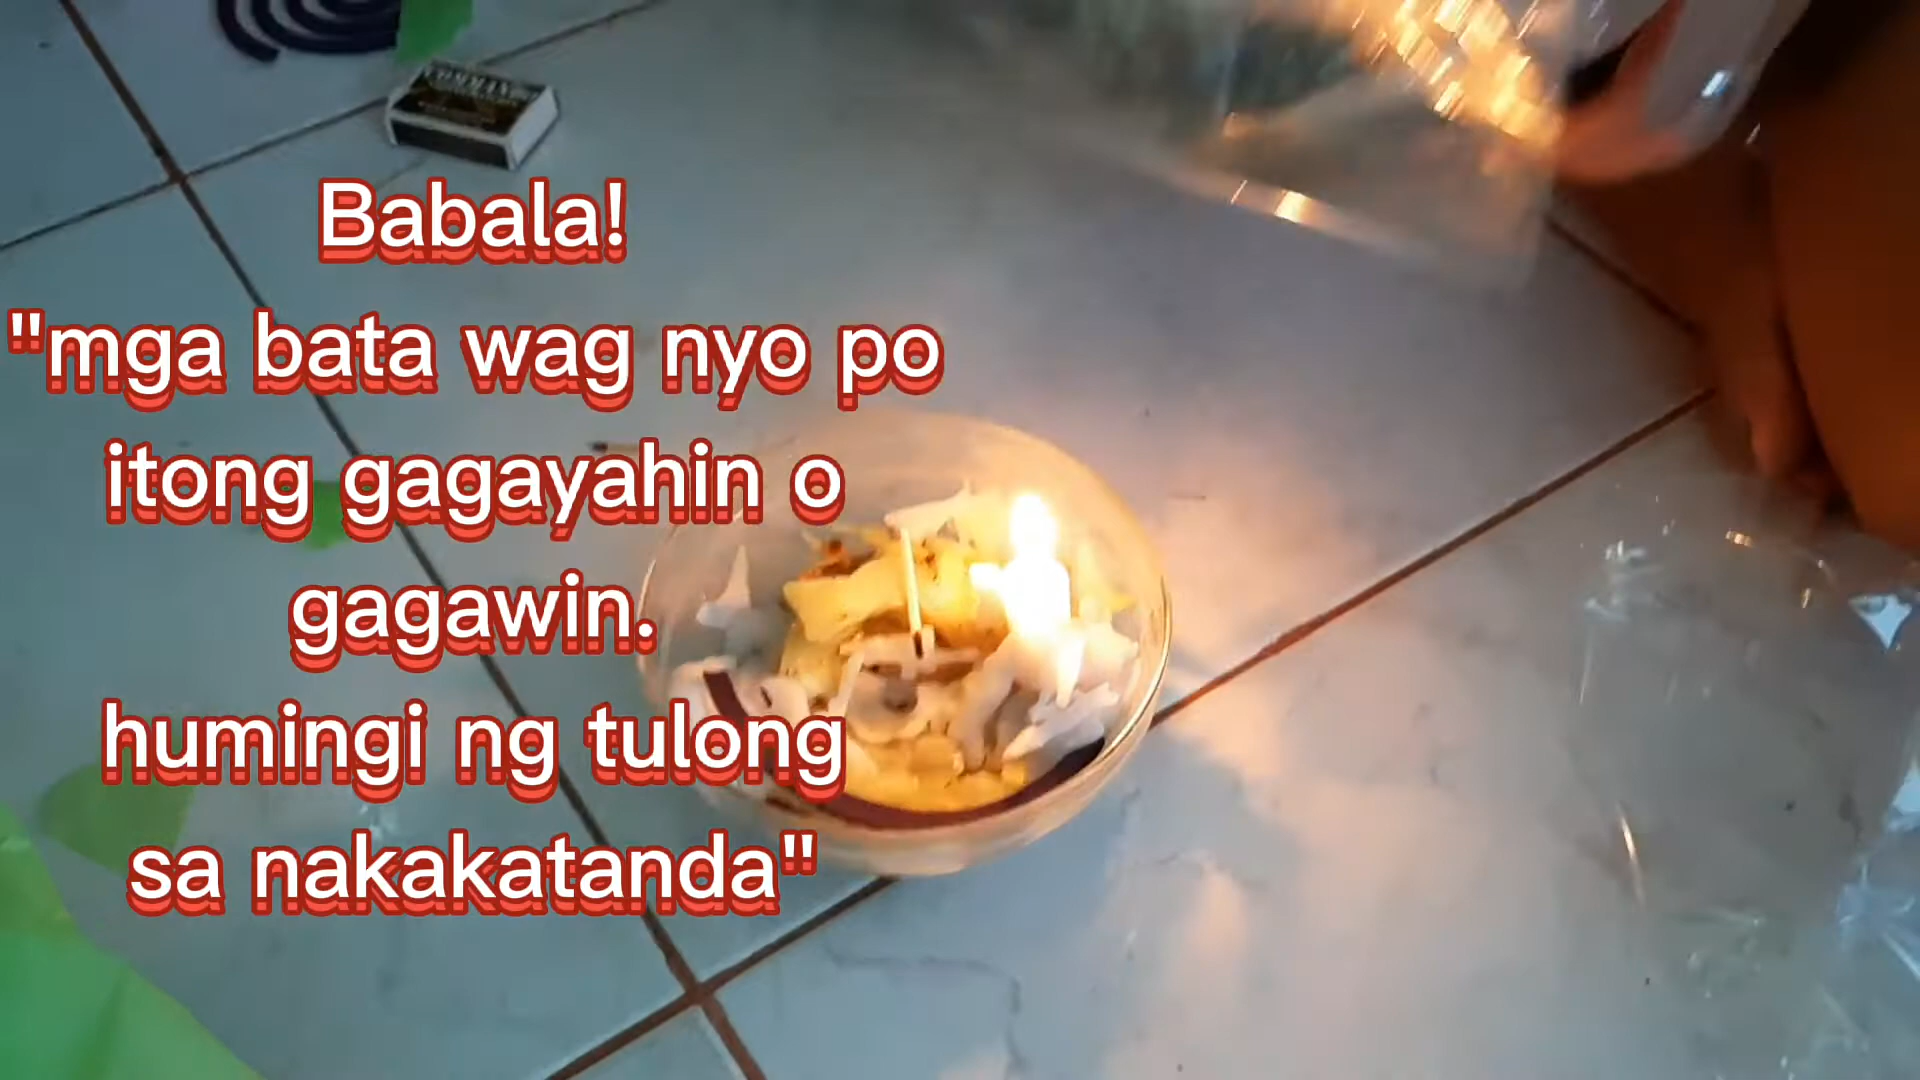 Babala!
"mga bata wag nyo po
itong gagayahin o
gagawin.
humingi ng tulong
sa nakakatanda"